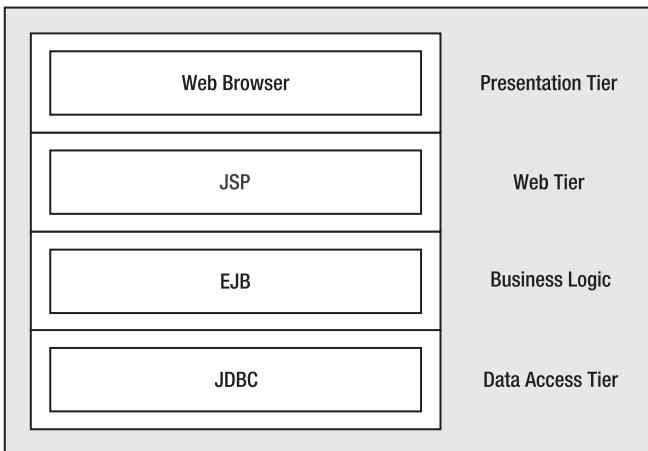 Web Browser
Presentation Tier
JSP
Web Tier
EJB
Business Logic
JDBC
Data Access Tier